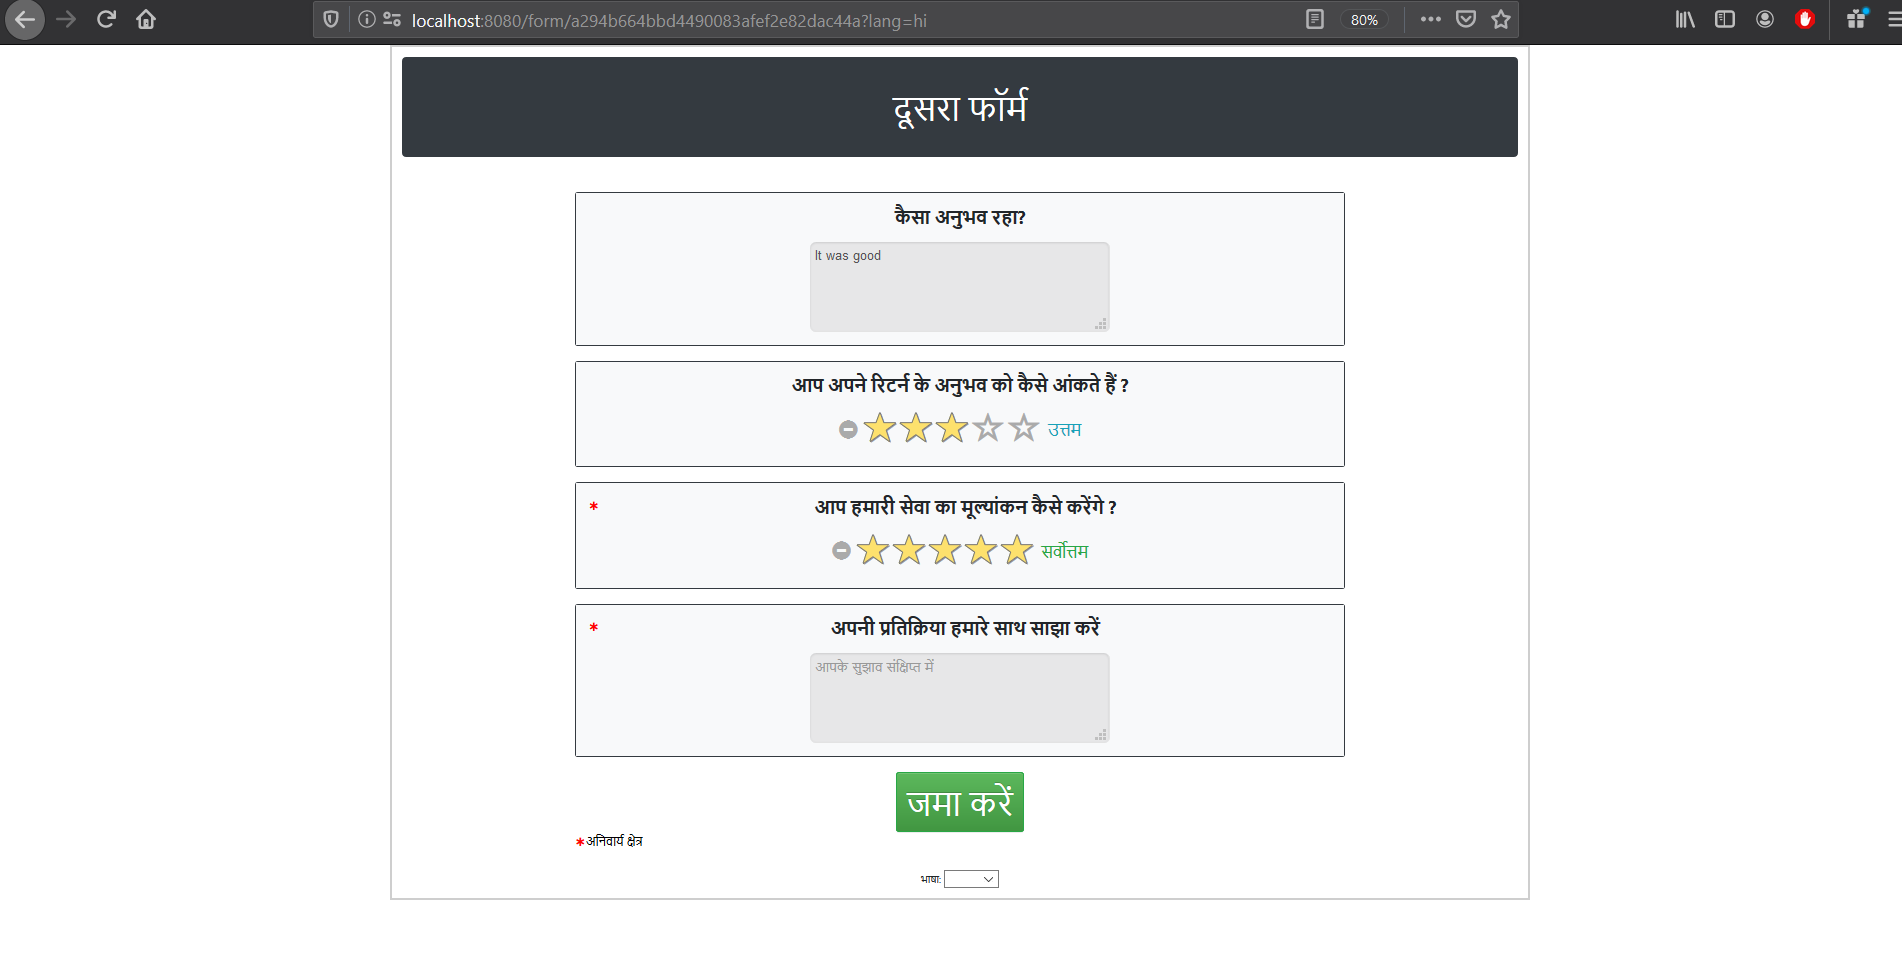 localhost:8080/form/a294b664bbd4490083afef2e82dac44a?lang=hi
80%
दूसरा फॉर्म
कैसा अनुभव रहा?
It was good
आप अपने रिटर्न के अनुभव को कैसे आंकते हैं ?
उत्तम
* आप हमारी सेवा का मूल्यांकन कैसे करेंगे ?
सर्वोत्तम
* अपनी प्रतिक्रिया हमारे साथ साझा करें
आपके सुझाव संक्षिप्त में
जमा करें
*अनिवार्य क्षेत्र
भाषा: